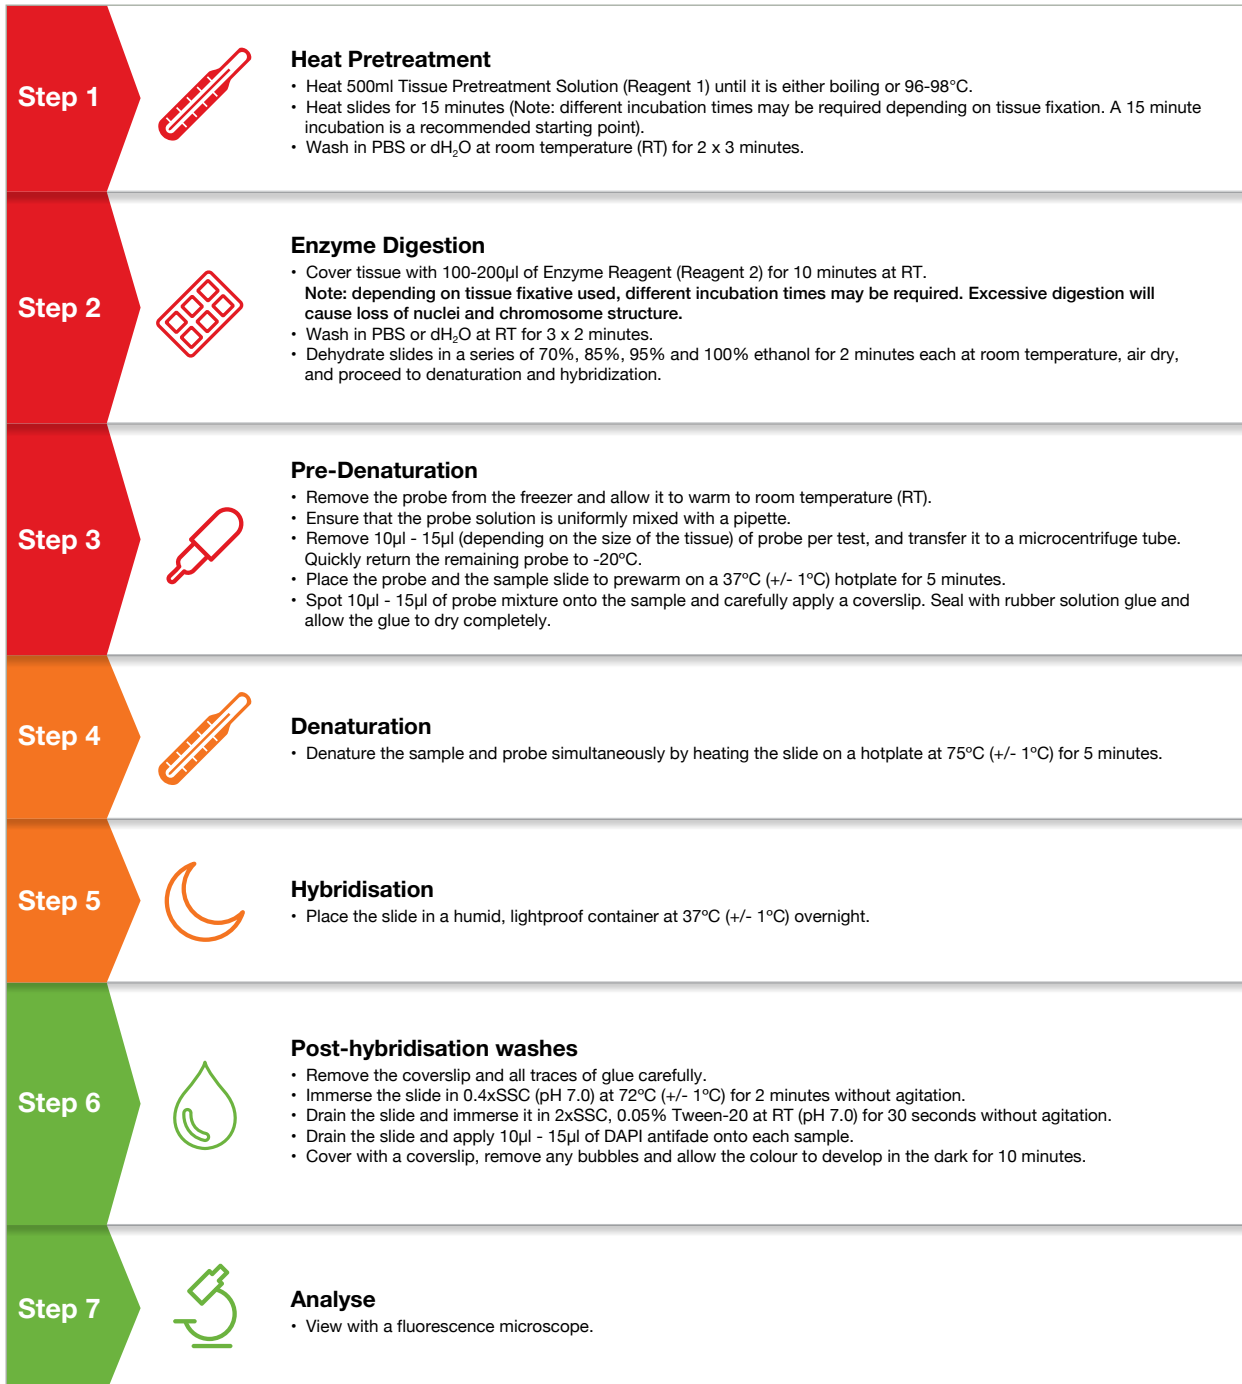 Step 1
Heat Pretreatment
• Heat 500ml Tissue Pretreatment Solution (Reagent 1) until it is either boiling or 96-98°C.
• Heat slides for 15 minutes (Note: different incubation times may be required depending on tissue fixation. A 15 minute
incubation is a recommended starting point).
• Wash in PBS or dH₂O at room temperature (RT) for 2 x 3 minutes.
Step 2
Enzyme Digestion
• Cover tissue with 100-200µl of Enzyme Reagent (Reagent 2) for 10 minutes at RT.
Note: depending on tissue fixative used, different incubation times may be required. Excessive digestion will
cause loss of nuclei and chromosome structure.
• Wash in PBS or dH₂O at RT for 3 x 2 minutes.
• Dehydrate slides in a series of 70%, 85%, 95% and 100% ethanol for 2 minutes each at room temperature, air dry,
and proceed to denaturation and hybridization.
Step 3
Pre-Denaturation
• Remove the probe from the freezer and allow it to warm to room temperature (RT).
• Ensure that the probe solution is uniformly mixed with a pipette.
• Remove 10µl - 15µl (depending on the size of the tissue) of probe per test, and transfer it to a microcentrifuge tube.
Quickly return the remaining probe to -20ºC.
• Place the probe and the sample slide to prewarm on a 37ºC (+/- 1ºC) hotplate for 5 minutes.
• Spot 10µl - 15µl of probe mixture onto the sample and carefully apply a coverslip. Seal with rubber solution glue and
allow the glue to dry completely.
Step 4
Denaturation
• Denature the sample and probe simultaneously by heating the slide on a hotplate at 75ºC (+/- 1ºC) for 5 minutes.
Step 5
Hybridisation
• Place the slide in a humid, lightproof container at 37ºC (+/- 1ºC) overnight.
Step 6
Post-hybridisation washes
• Remove the coverslip and all traces of glue carefully.
• Immerse the slide in 0.4xSSC (pH 7.0) at 72ºC (+/- 1ºC) for 2 minutes without agitation.
• Drain the slide and immerse it in 2xSSC, 0.05% Tween-20 at RT (pH 7.0) for 30 seconds without agitation.
• Drain the slide and apply 10µl - 15µl of DAPI antifade onto each sample.
• Cover with a coverslip, remove any bubbles and allow the colour to develop in the dark for 10 minutes.
Step 7
Analyse
• View with a fluorescence microscope.